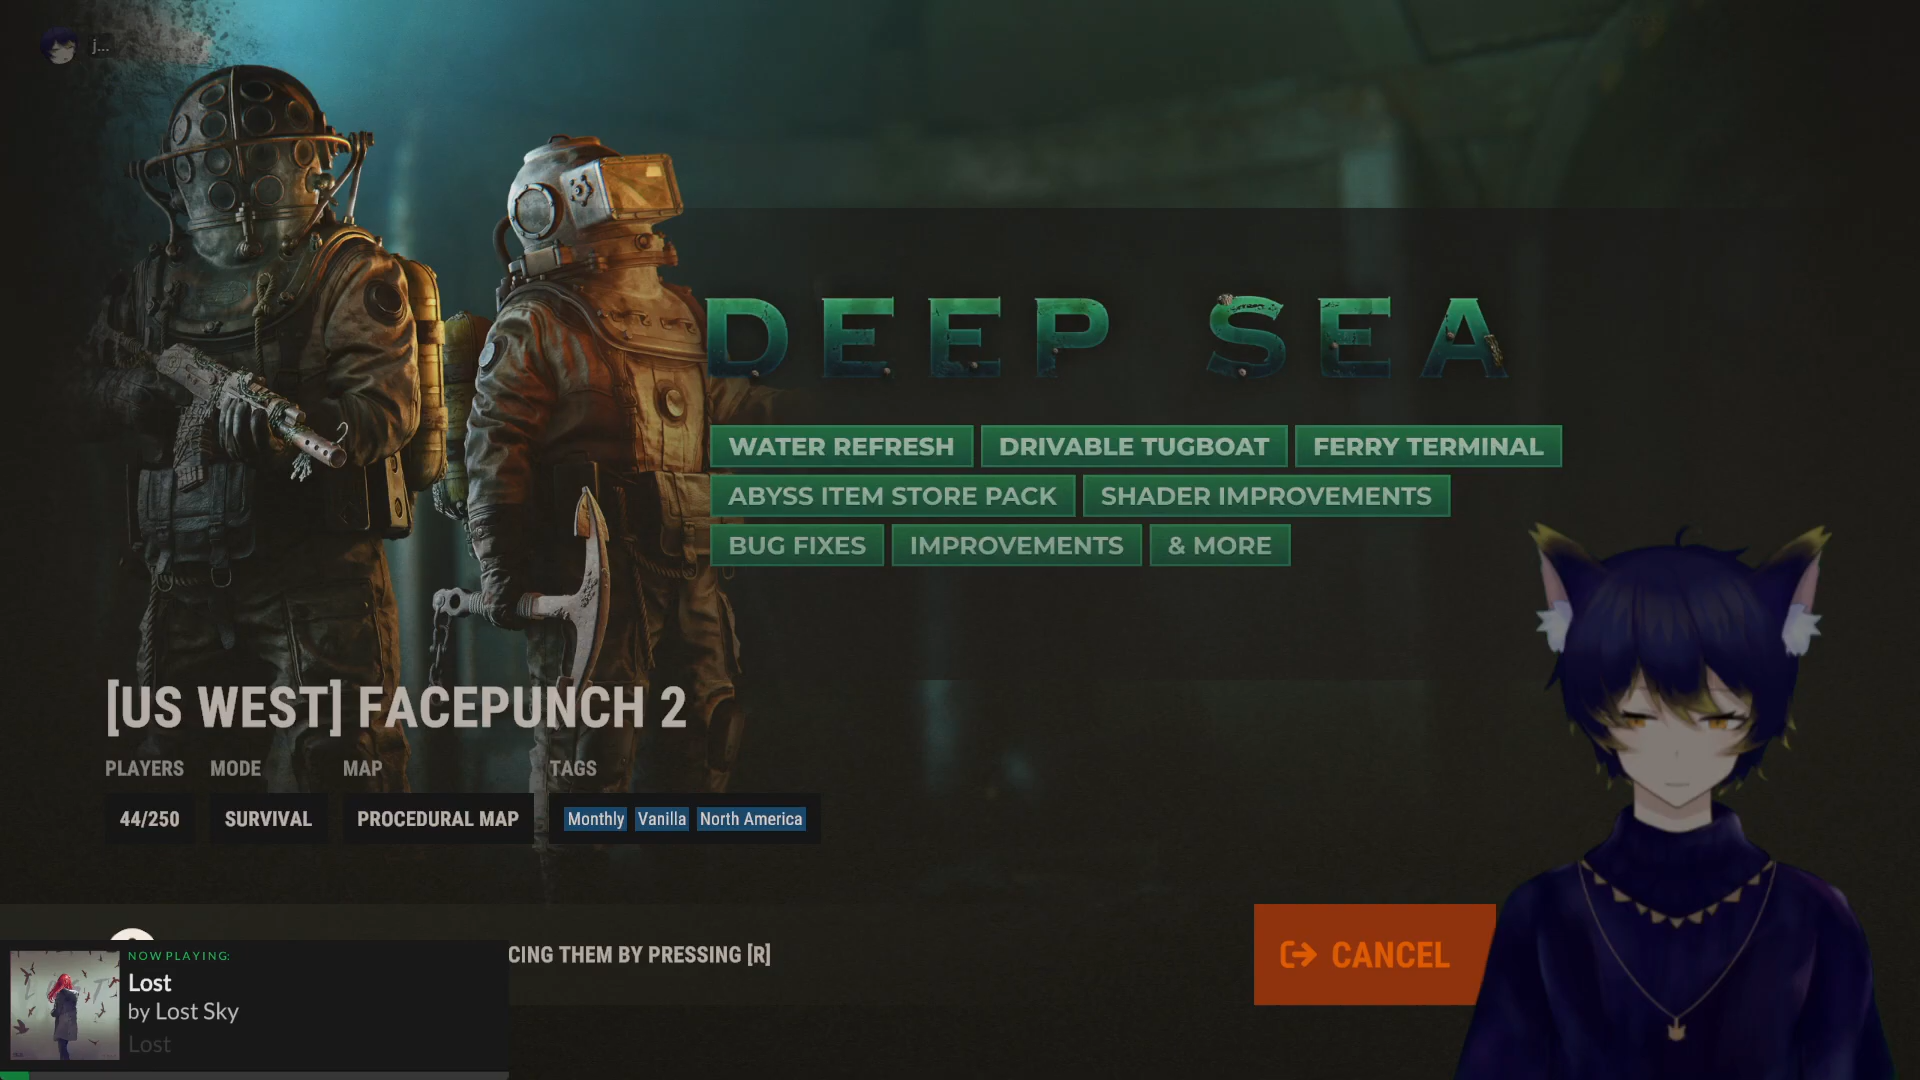 j...
DEEP SEA
WATER REFRESH DRIVABLE TUGBOAT FERRY TERMINAL
ABYSS ITEM STORE PACK SHADER IMPROVEMENTS
BUG FIXES IMPROVEMENTS & MORE
[US WEST] FACEPUNCH 2
PLAYERS MODE MAP TAGS
44/250 SURVIVAL PROCEDURAL MAP Monthly Vanilla North America
CING THEM BY PRESSING [R]
CANCEL
NOW PLAYING:
Lost
by Lost Sky
Lost